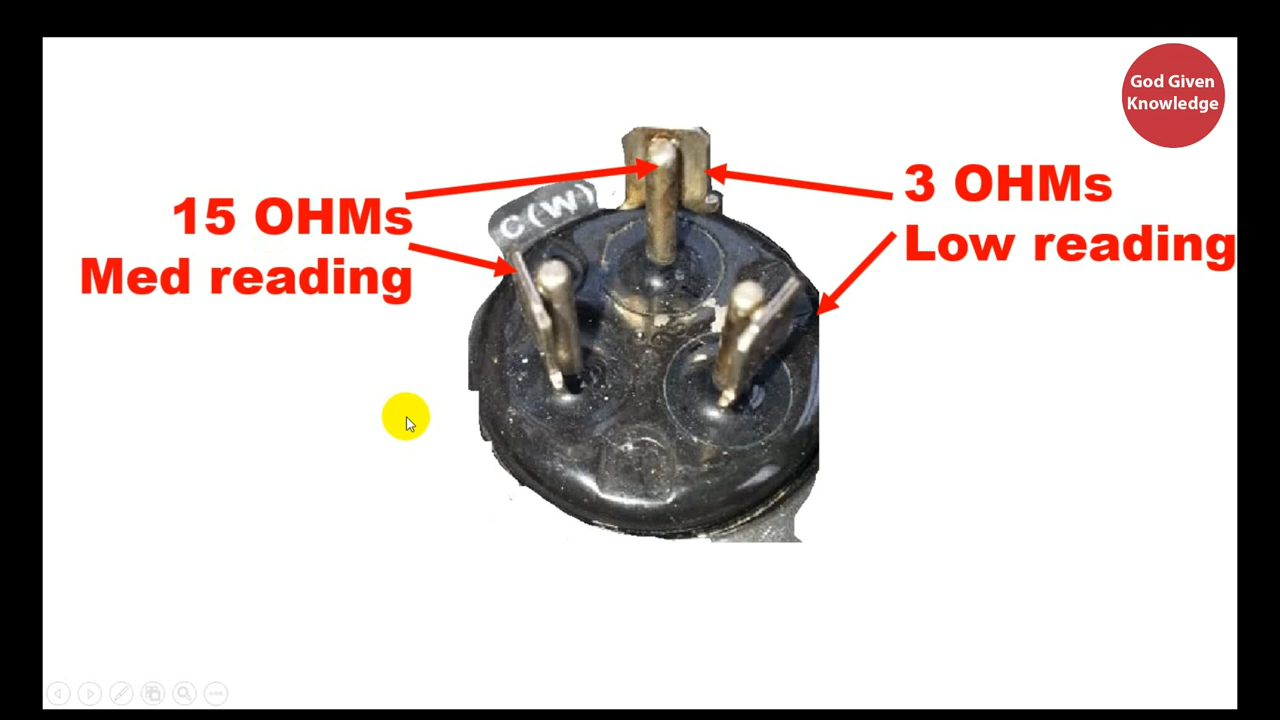 God Given
Knowledge
15 OHMs
Med reading
C(W)
3 OHMs
Low reading